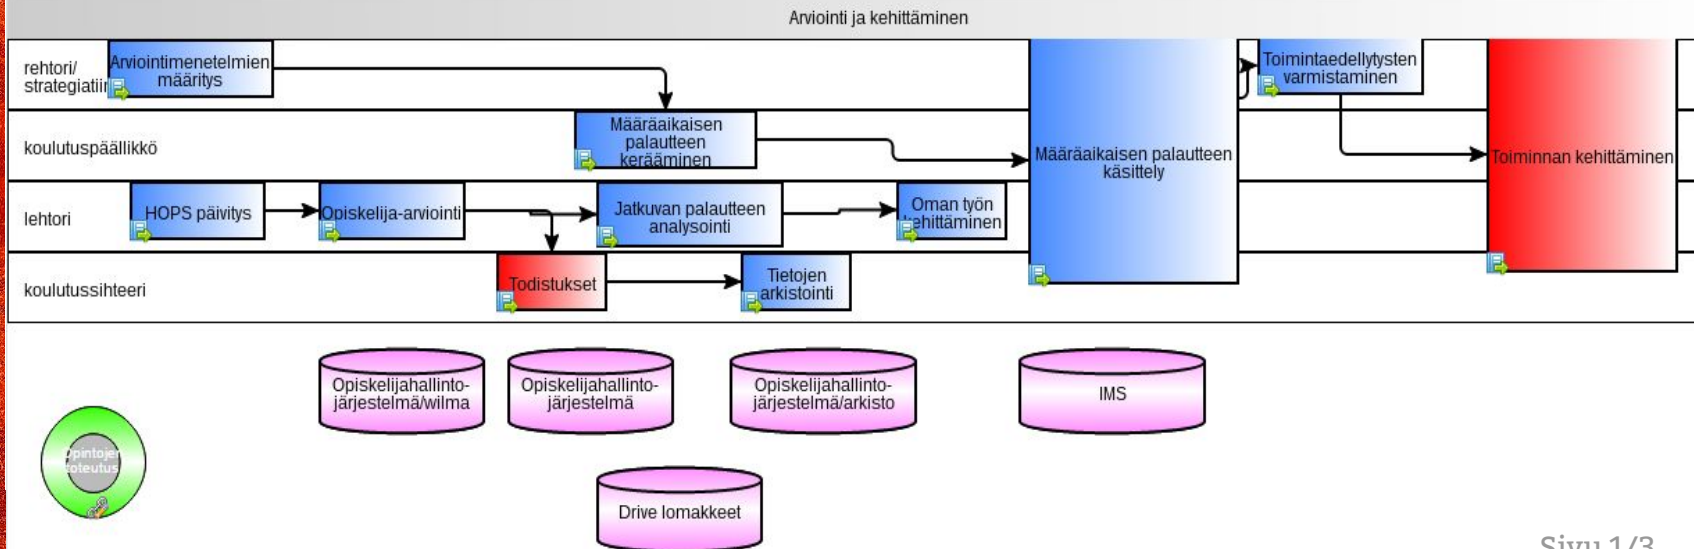 Arviointi ja kehittäminen
rehtori/
strategiatiir
Arviointimenetelmien
määritys
Toimintaedellytysten
varmistaminen
koulutuspäällikkö
Määräaikaisen
palautteen
kerääminen
Määräaikaisen palautteen
käsittely
Toiminnan kehittäminen
lehtori
HOPS päivitys
Opiskelija-arviointi
Jatkuvan palautteen
analysointi
Oman työn
kehittäminen
koulutussihteeri
Todistukset
Tietojen
arkistointi
Opiskelijahallinto-
järjestelmä/wilma
Opiskelijahallinto-
järjestelmä
Opiskelijahallinto-
järjestelmä/arkisto
IMS
Opintojen
toteutus
Drive lomakkeet
Sivu 1/3